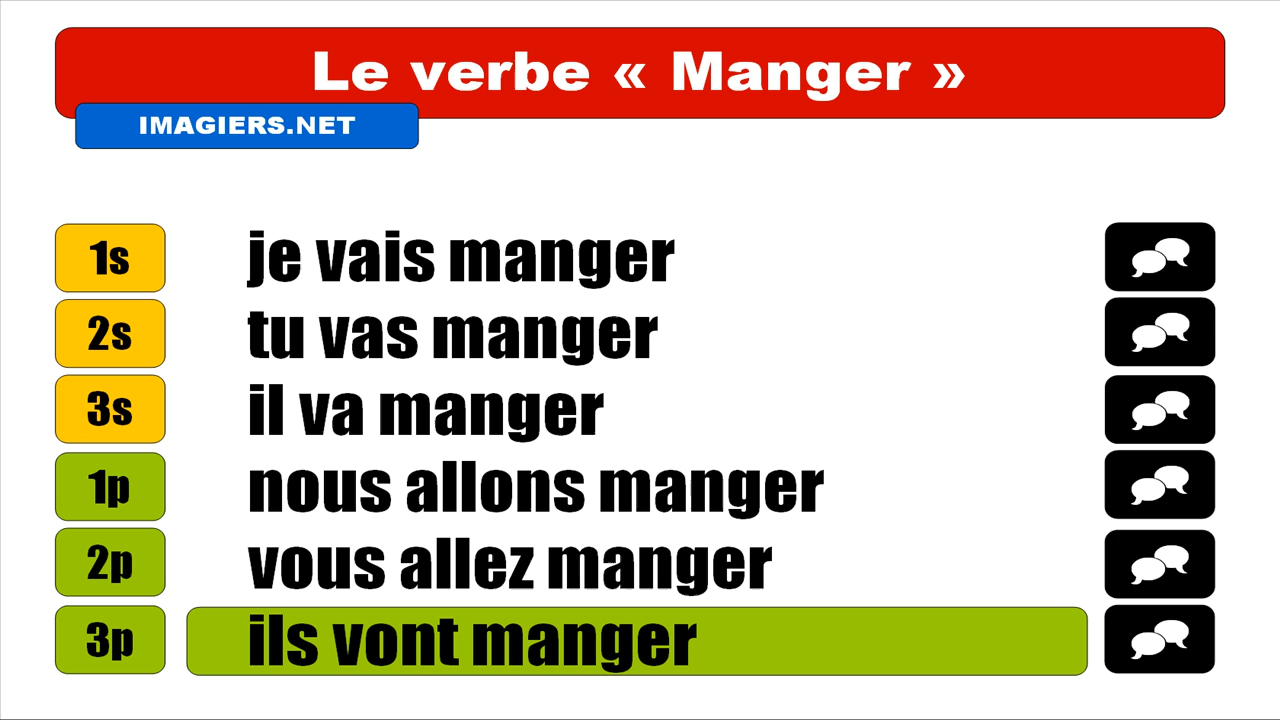 Le verbe « Manger »
IMAGIERS.NET
1s je vais manger
2s tu vas manger
3s il va manger
1p nous allons manger
2p vous allez manger
3p ils vont manger